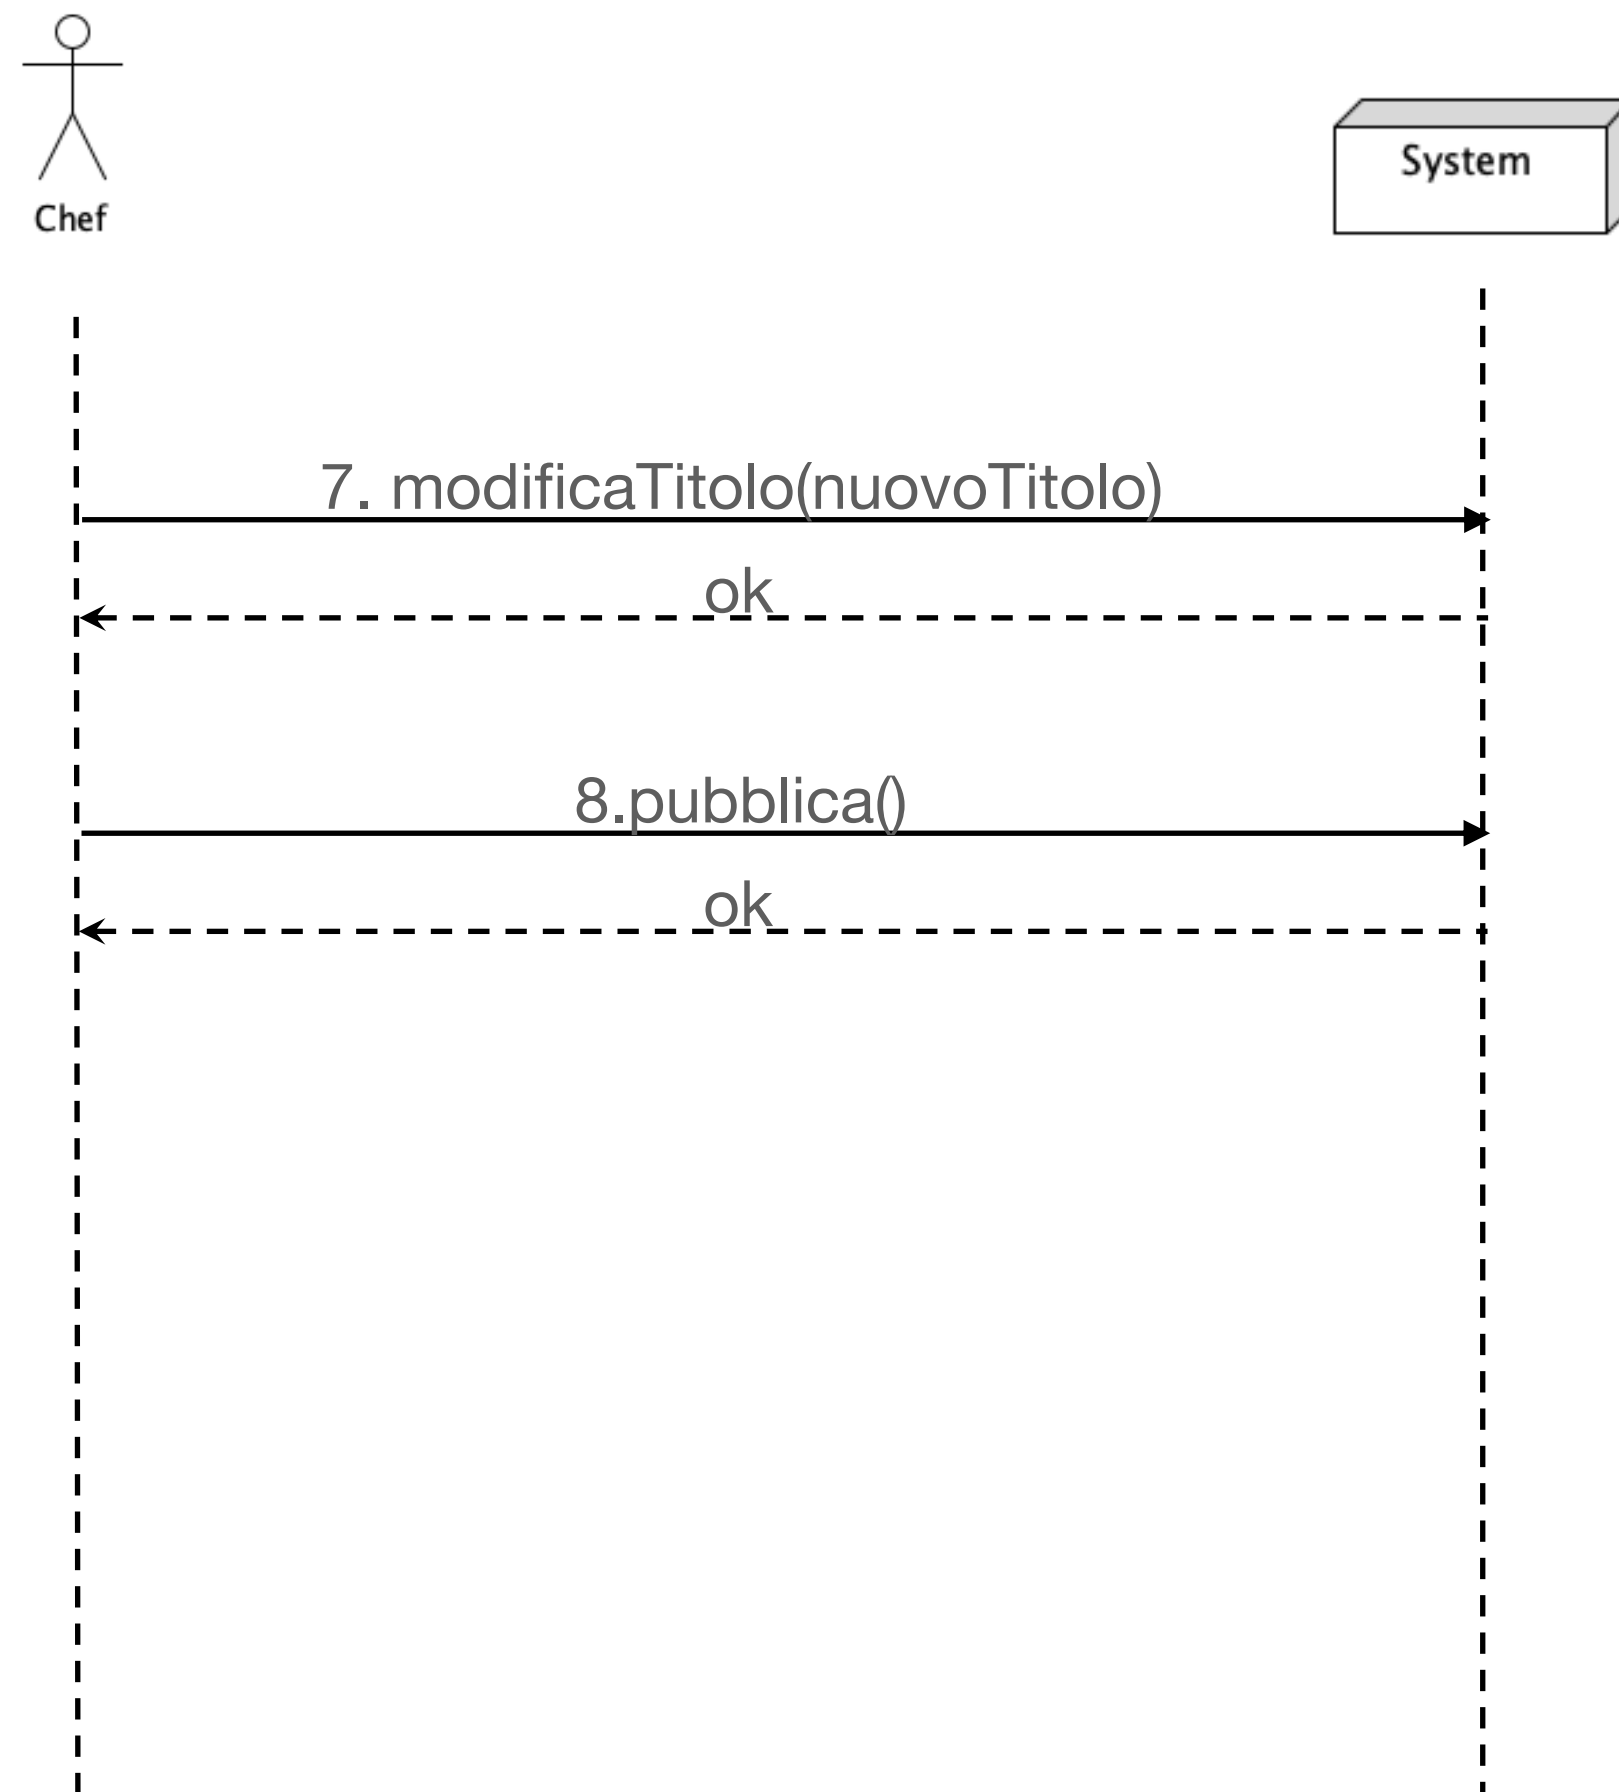 Chef
System
7. modificaTitolo(nuovoTitolo)
ok
8.pubblica()
ok